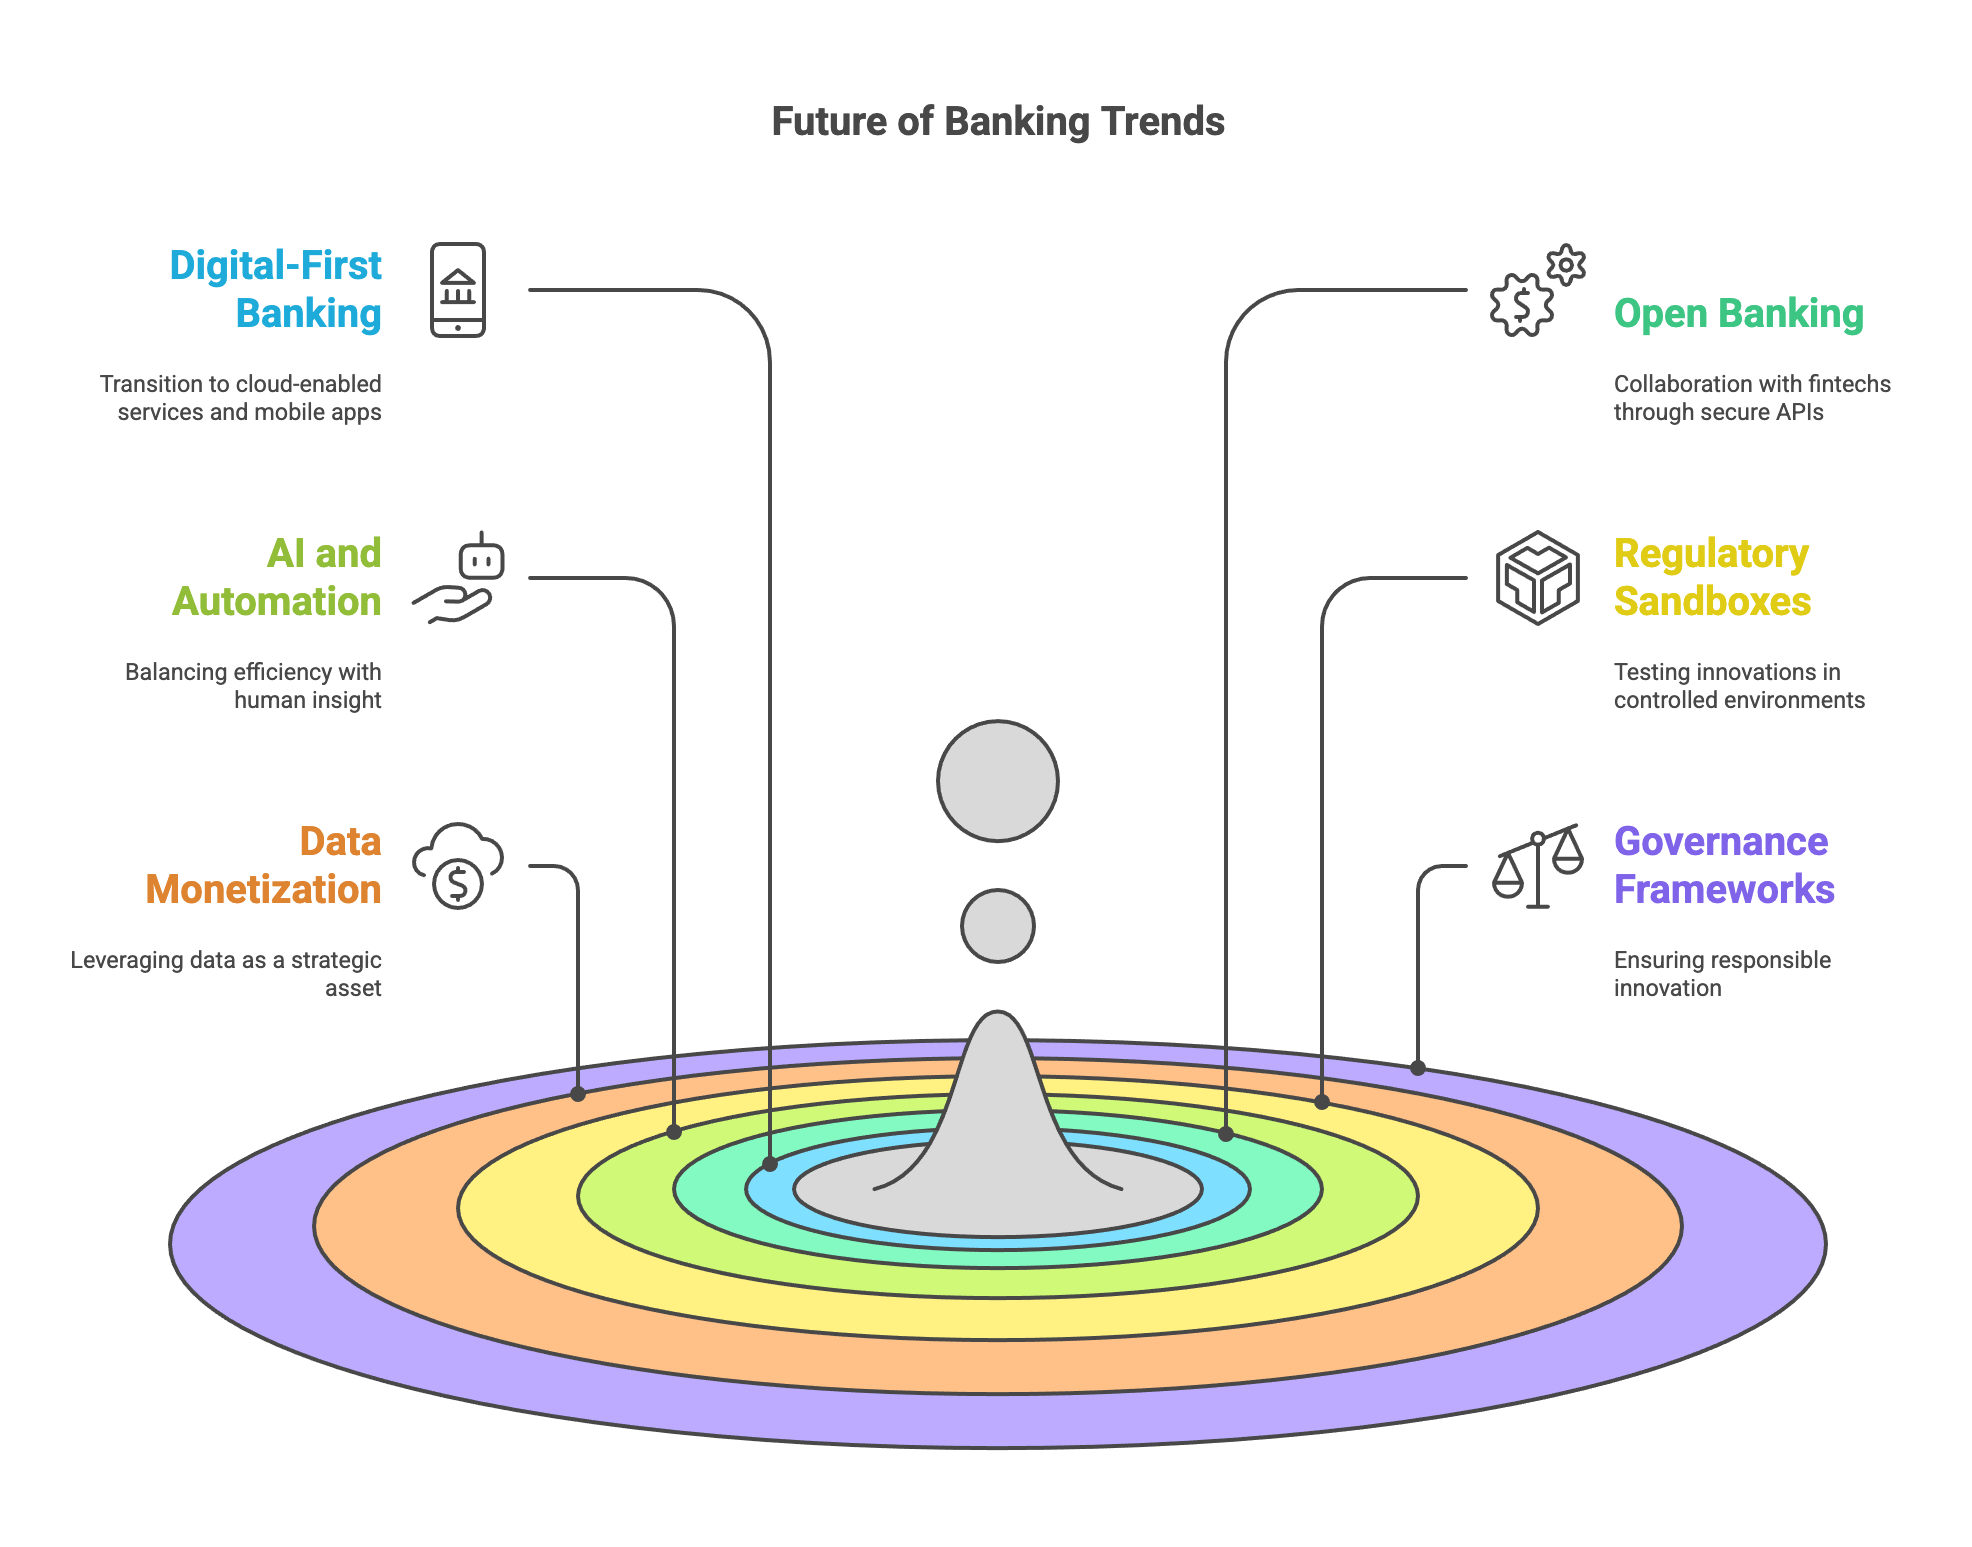 Future of Banking Trends
Digital-First
Banking
Transition to cloud-enabled
services and mobile apps
AI and
Automation
Balancing efficiency with
human insight
Data
Monetization
Leveraging data as a strategic
asset
Open Banking
Collaboration with fintechs
through secure APIs
Regulatory
Sandboxes
Testing innovations in
controlled environments
Governance
Frameworks
Ensuring responsible
innovation
$
$